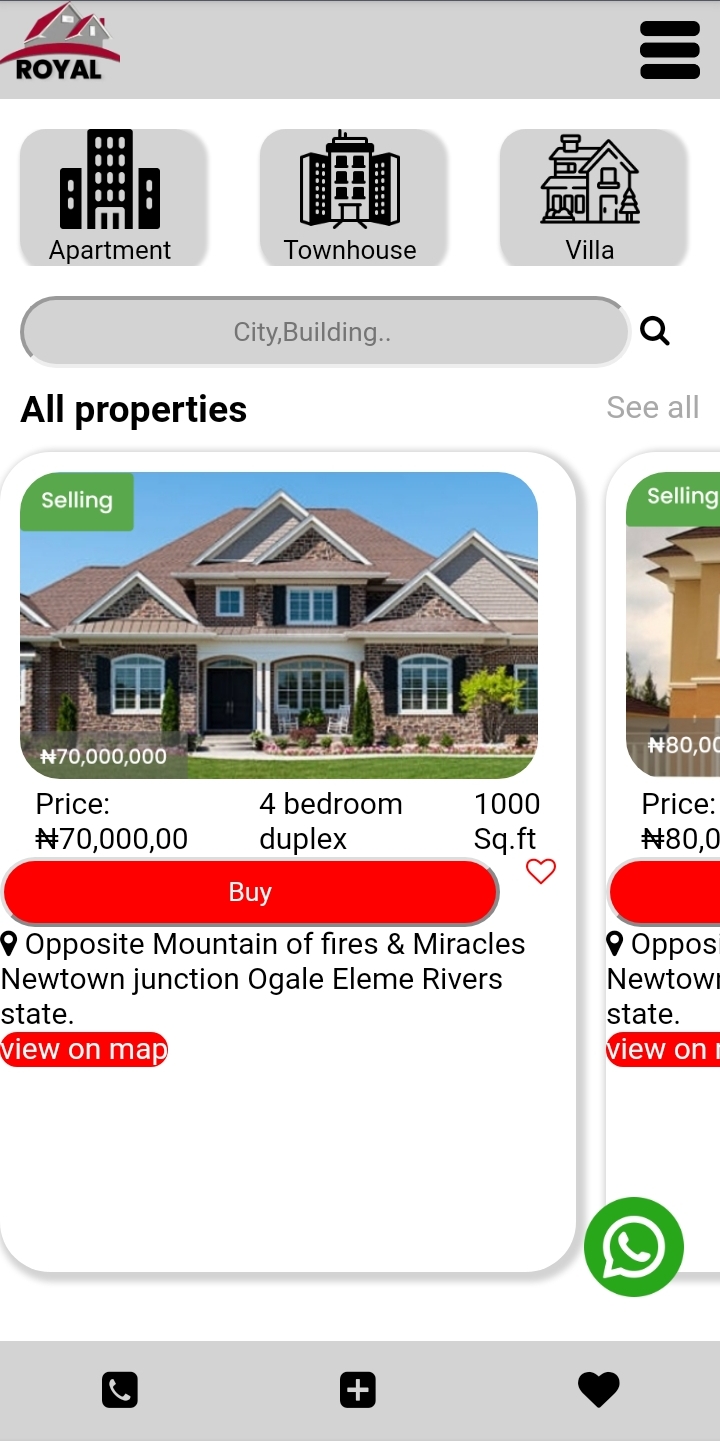 ROYAL
Apartment Townhouse Villa
City,Building..
All properties See all
Selling
Selling
₦70,000,000
₦80,00
Price: 4 bedroom 1000
₦70,000,00 duplex Sq.ft
Price:
₦80,0
Buy
Opposite Mountain of fires & Miracles
Newtown junction Ogale Eleme Rivers
state.
view on map
Opposi
Newtown
state.
view on